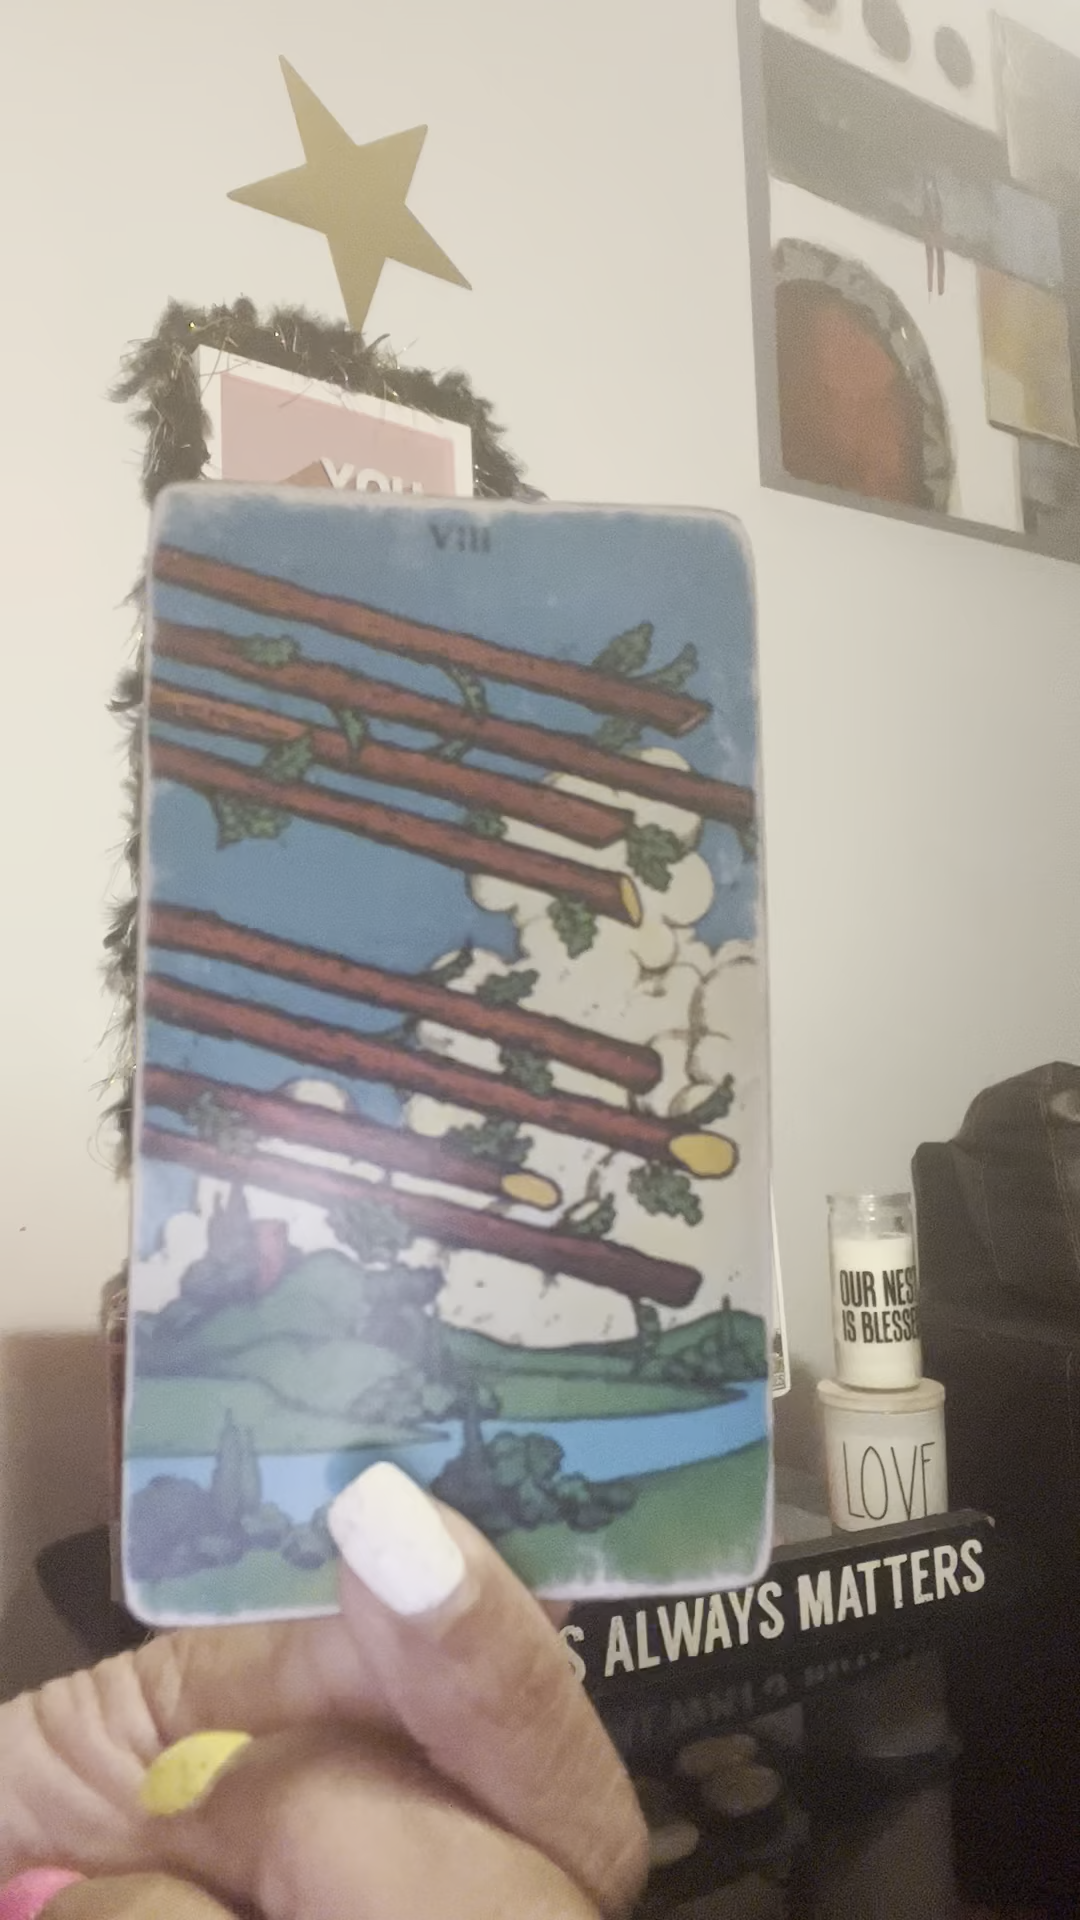 YOU
VIII
OUR NES
IS BLESSE
LOVE
S ALWAYS MATTERS